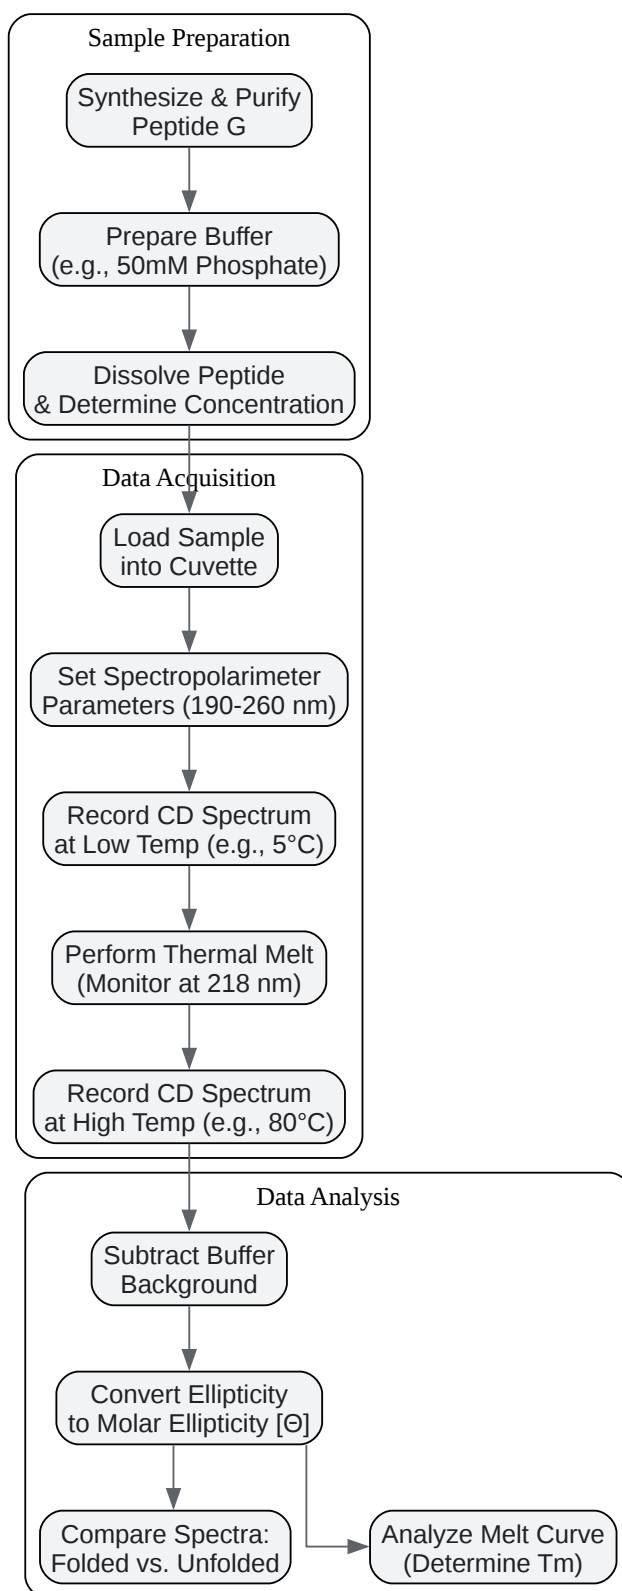 Sample Preparation
Synthesize & Purify
Peptide G
Prepare Buffer
(e.g., 50mM Phosphate)
Dissolve Peptide
& Determine Concentration
Data Acquisition
Load Sample
into Cuvette
Set Spectropolarimeter
Parameters (190-260 nm)
Record CD Spectrum
at Low Temp (e.g., 5°C)
Perform Thermal Melt
(Monitor at 218 nm)
Record CD Spectrum
at High Temp (e.g., 80°C)
Data Analysis
Subtract Buffer
Background
Convert Ellipticity
to Molar Ellipticity [Θ]
Compare Spectra:
Folded vs. Unfolded
Analyze Melt Curve
(Determine Tm)